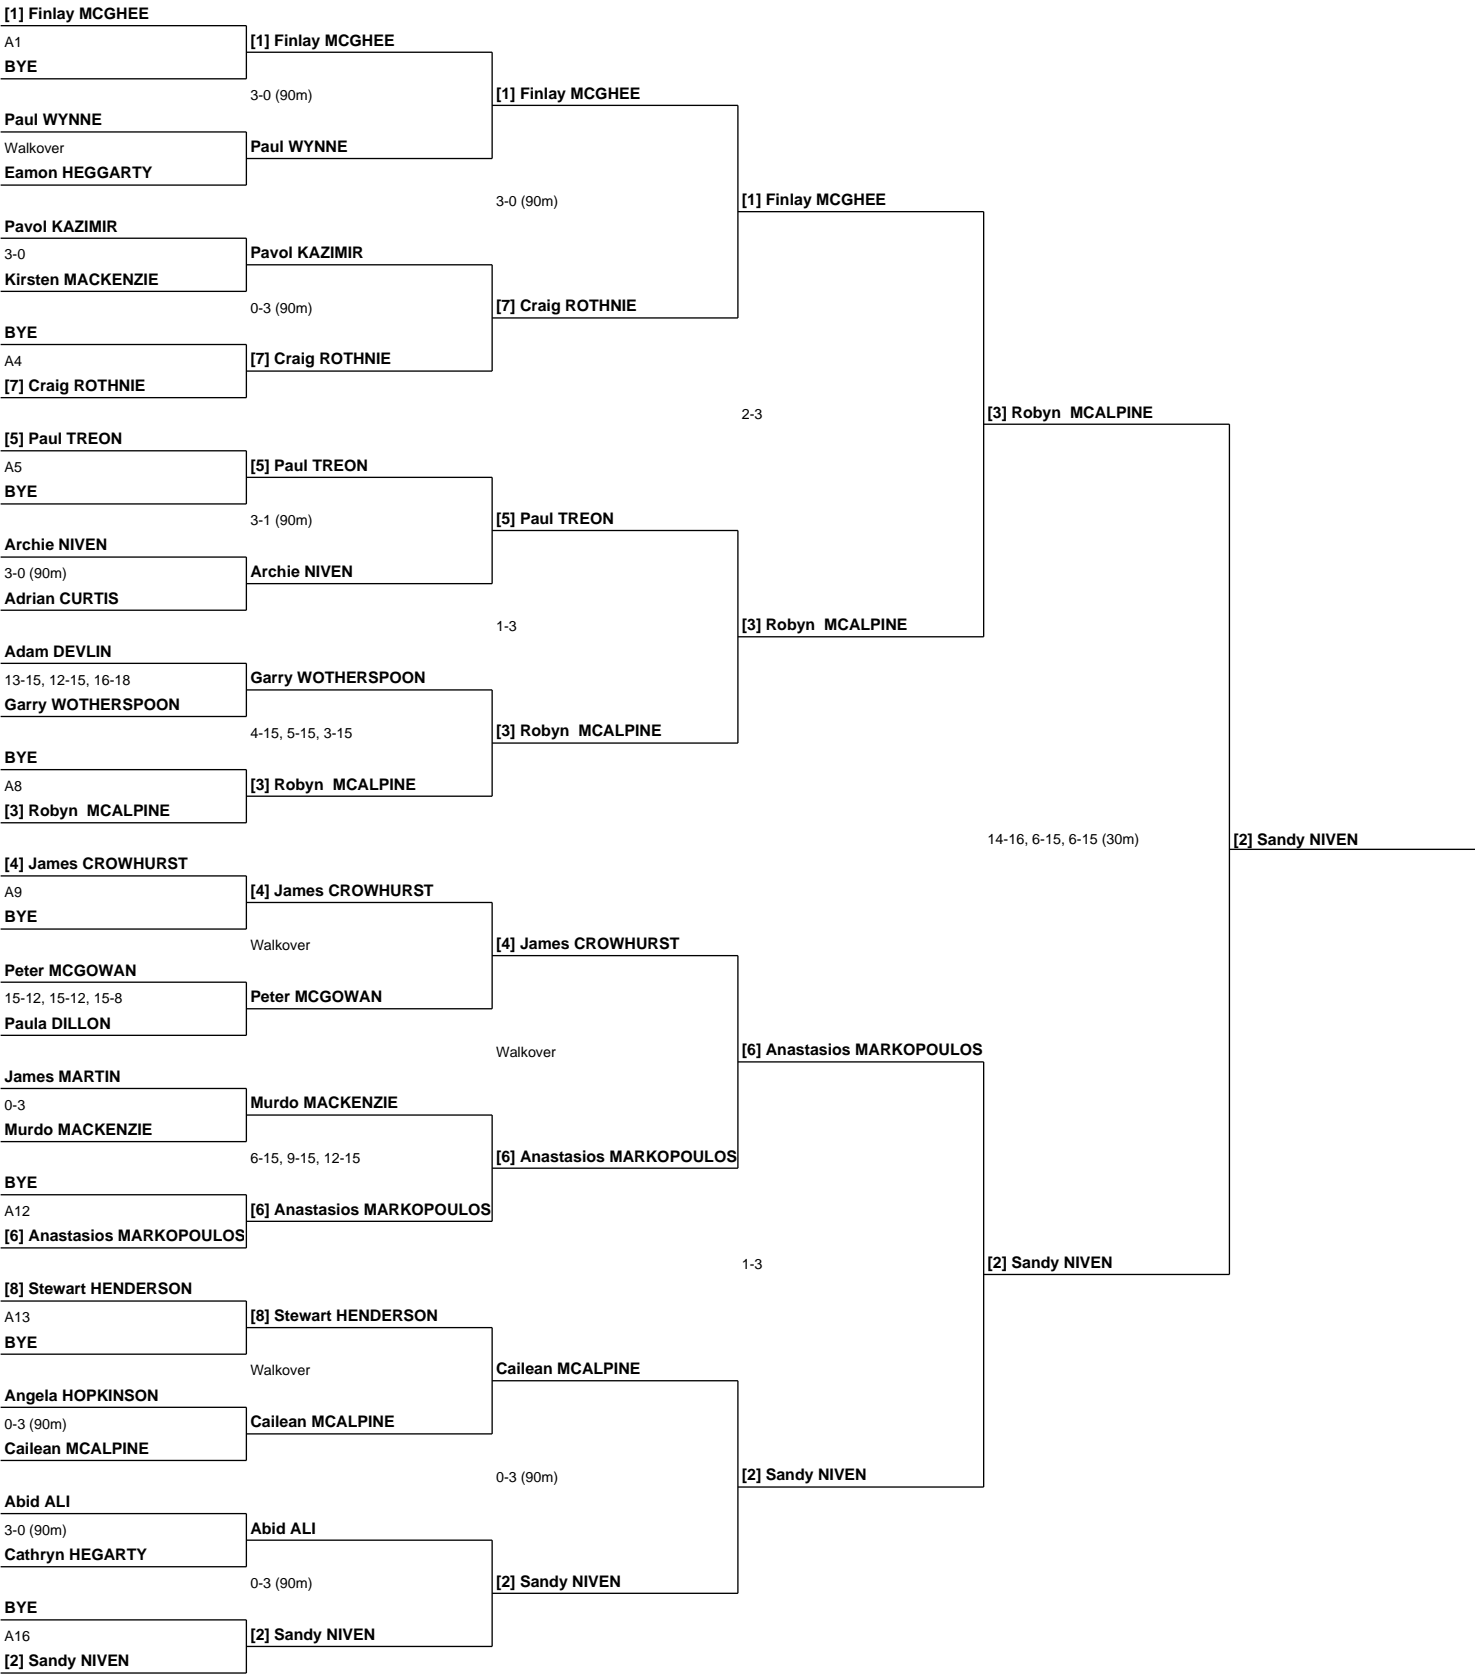 [1] Finlay MCGHEE
A1
BYE
Paul WYNNE
Walkover
Eamon HEGGARTY
Pavol KAZIMIR
3-0
Kirsten MACKENZIE
BYE
A4
[7] Craig ROTHNIE
[5] Paul TREON
A5
BYE
Archie NIVEN
3-0 (90m)
Adrian CURTIS
Adam DEVLIN
13-15, 12-15, 16-18
Garry WOTHERSPOON
BYE
A8
[3] Robyn  MCALPINE
[4] James CROWHURST
A9
BYE
Peter MCGOWAN
15-12, 15-12, 15-8
Paula DILLON
James MARTIN
0-3
Murdo MACKENZIE
BYE
A12
[6] Anastasios MARKOPOULOS
[8] Stewart HENDERSON
A13
BYE
Angela HOPKINSON
0-3 (90m)
Cailean MCALPINE
Abid ALI
3-0 (90m)
Cathryn HEGARTY
BYE
A16
[2] Sandy NIVEN
[1] Finlay MCGHEE
3-0 (90m)
Paul WYNNE
Pavol KAZIMIR
0-3 (90m)
[7] Craig ROTHNIE
[5] Paul TREON
3-1 (90m)
Archie NIVEN
Garry WOTHERSPOON
4-15, 5-15, 3-15
[3] Robyn  MCALPINE
[4] James CROWHURST
Walkover
Peter MCGOWAN
Murdo MACKENZIE
6-15, 9-15, 12-15
[6] Anastasios MARKOPOULOS
[8] Stewart HENDERSON
Walkover
Cailean MCALPINE
Abid ALI
0-3 (90m)
[2] Sandy NIVEN
[1] Finlay MCGHEE
3-0 (90m)
[7] Craig ROTHNIE
[5] Paul TREON
1-3
[3] Robyn  MCALPINE
[4] James CROWHURST
Walkover
[6] Anastasios MARKOPOULOS
Cailean MCALPINE
0-3 (90m)
[2] Sandy NIVEN
[1] Finlay MCGHEE
2-3
[3] Robyn  MCALPINE
[6] Anastasios MARKOPOULOS
1-3
[2] Sandy NIVEN
[3] Robyn  MCALPINE
14-16, 6-15, 6-15 (30m)
[2] Sandy NIVEN
[2] Sandy NIVEN